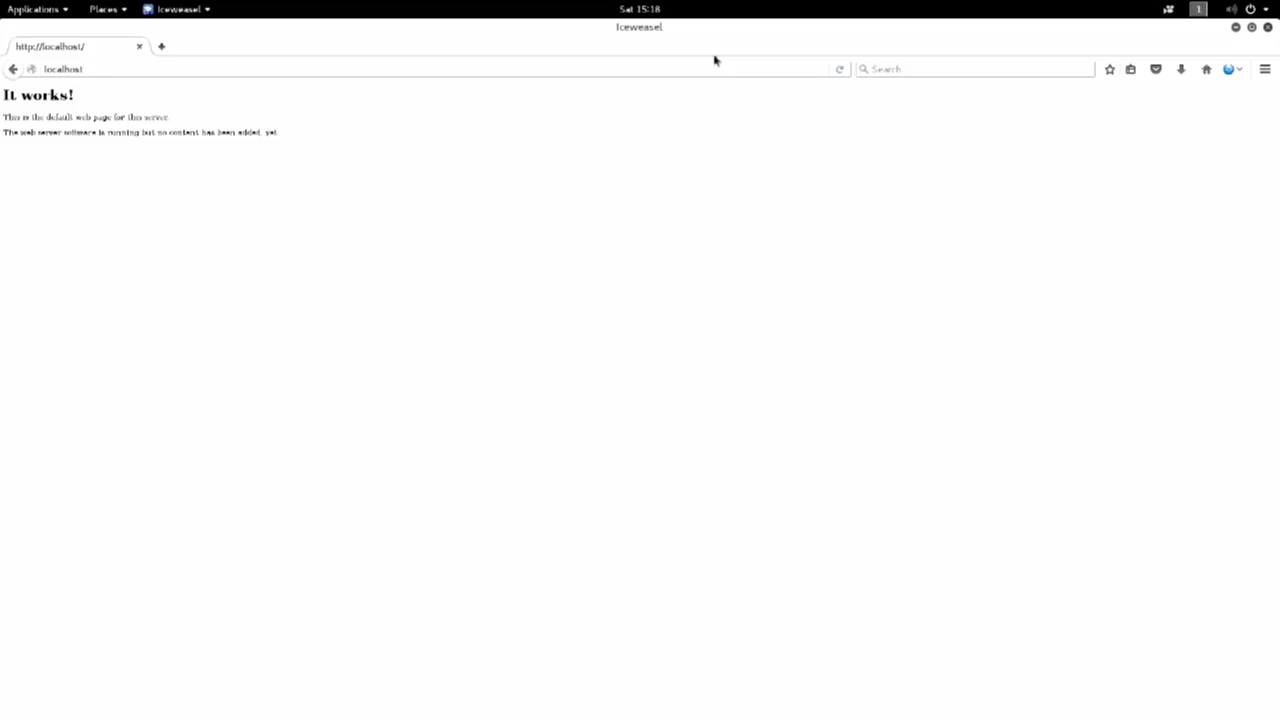 Applications Places Iceweasel Sat 15:18 1
Iceweasel
http://localhost/
localhost Search
It works!
This is the default web page for this server.
The web server software is running but no content has been added, yet.